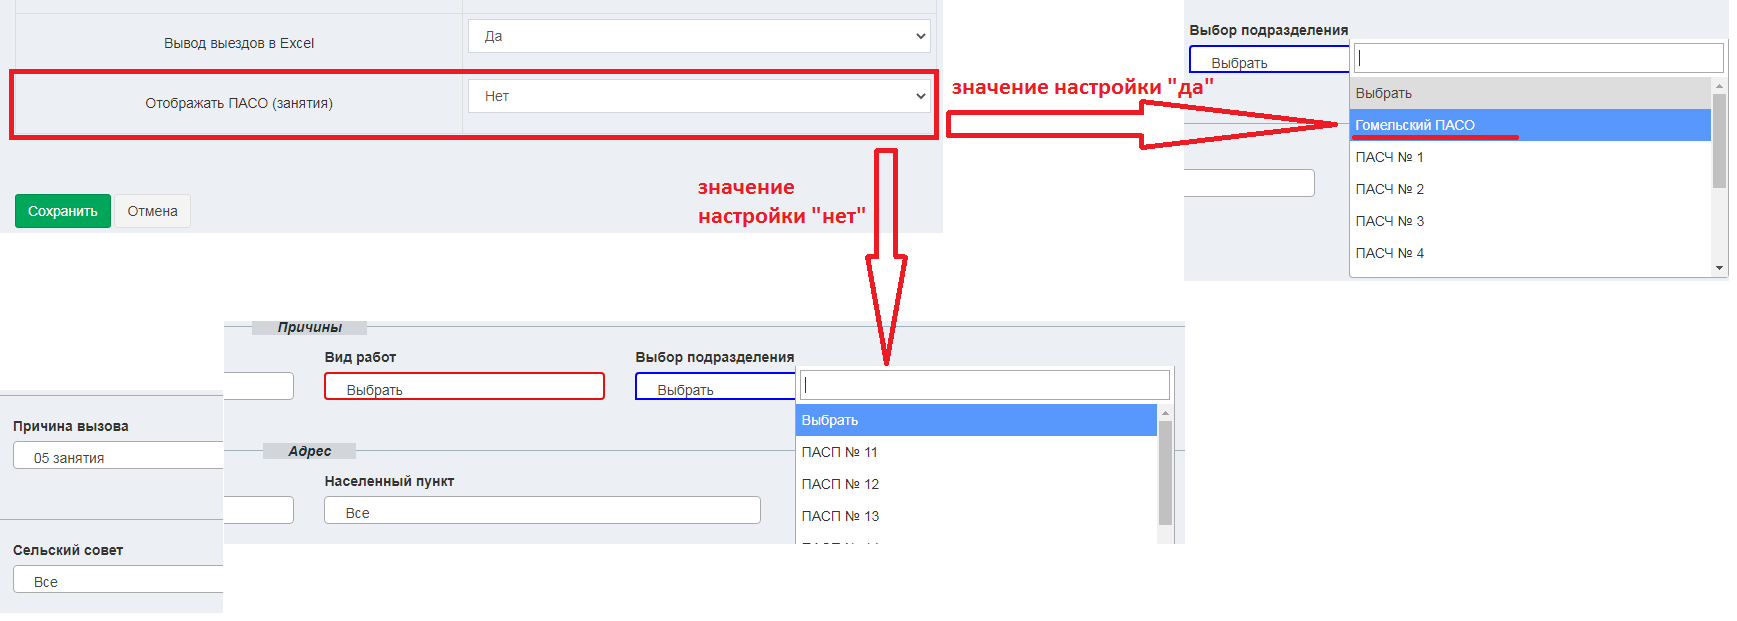 Вывод выездов в Excel
Да
Отображать ПАСО (занятия)
Нет
Сохранить
Отмена
значение настройки "да"
значение
настройки "нет"
Выбор подразделения
Выбрать
Выбрать
Гомельский ПАСО
ПАСЧ № 1
ПАСЧ № 2
ПАСЧ № 3
ПАСЧ № 4
Причины
Вид работ
Выбрать
Выбор подразделения
Выбрать
Выбрать
ПАСП № 11
ПАСП № 12
ПАСП № 13
Адрес
Населенный пункт
Все
Причина вызова
05 занятия
Сельский совет
Все